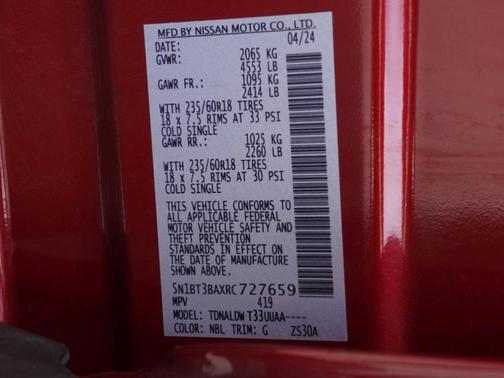 MFD BY NISSAN MOTOR CO., LTD.
DATE: 04/24
GVWR: 2065 KG
4553 LB
GAWR FR.: 1095 KG
2414 LB
WITH 235/60R18 TIRES
18 x 7.5 RIMS AT 33 PSI
COLD SINGLE
GAWR RR.: 1025 KG
2260 LB
WITH 235/60R18 TIRES
18 x 7.5 RIMS AT 30 PSI
COLD SINGLE
THIS VEHICLE CONFORMS TO
ALL APPLICABLE FEDERAL
MOTOR VEHICLE SAFETY AND
THEFT PREVENTION
STANDARDS IN EFFECT ON
THE DATE OF MANUFACTURE
SHOWN ABOVE.
5N1BT3BAXRC727659
MPV 419
MODEL: TDNALDW T33UUAA----
COLOR: NBL TRIM: G ZS30A